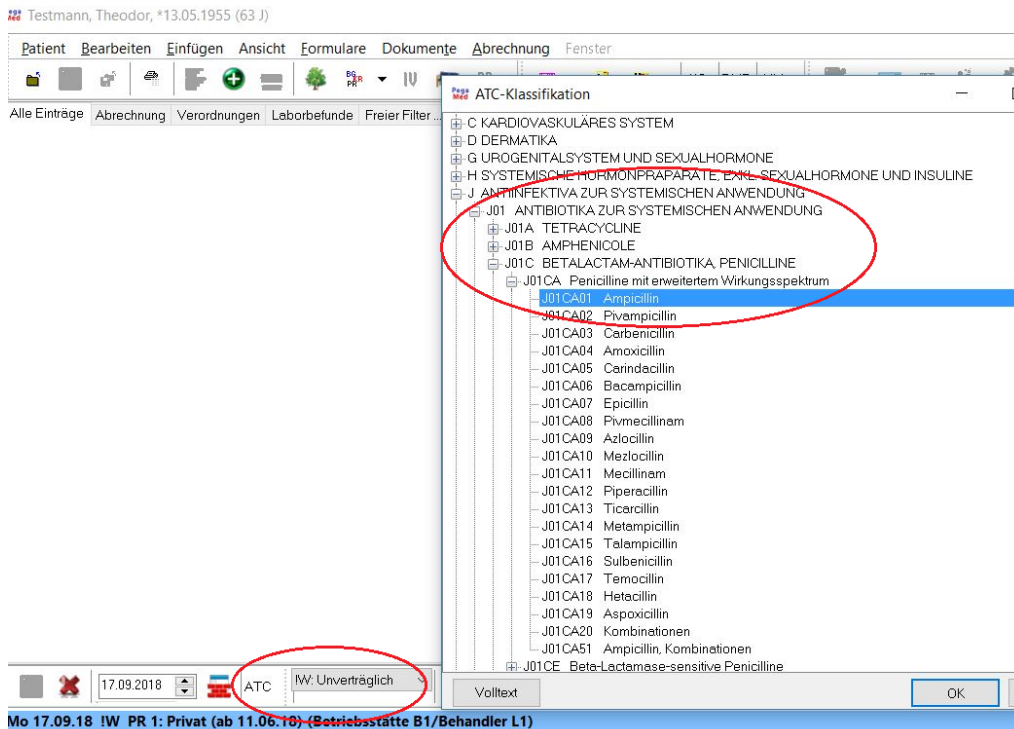 Testmann, Theodor, *13.05.1955 (63 J)
Patient Bearbeiten Einfügen Ansicht Formulare Dokumente Abrechnung Fenster
BG PR IV
Alle Einträge Abrechnung Verordnungen Laborbefunde Freier Filter ...
Pega Med ATC-Klassifikation
C KARDIOVASKULÄRES SYSTEM
D DERMATIKA
G UROGENITALSYSTEM UND SEXUALHORMONE
H SYSTEMISCHE HORMONPRÄPARATE, EXKL. SEXUALHORMONE UND INSULINE
J ANTIINFEKTIVA ZUR SYSTEMISCHEN ANWENDUNG
J01 ANTIBIOTIKA ZUR SYSTEMISCHEN ANWENDUNG
J01A TETRACYCLINE
J01B AMPHENICOLE
J01C BETALACTAM-ANTIBIOTIKA, PENICILLINE
J01CA Penicilline mit erweitertem Wirkungsspektrum
J01CA01 Ampicillin
J01CA02 Pivampicillin
J01CA03 Carbenicillin
J01CA04 Amoxicillin
J01CA05 Carindacillin
J01CA06 Bacampicillin
J01CA07 Epicillin
J01CA08 Pivmecillinam
J01CA09 Azlocillin
J01CA10 Mezlocillin
J01CA11 Mecillinam
J01CA12 Piperacillin
J01CA13 Ticarcillin
J01CA14 Metampicillin
J01CA15 Talampicillin
J01CA16 Sulbenicillin
J01CA17 Temocillin
J01CA18 Hetacillin
J01CA19 Aspoxicillin
J01CA20 Kombinationen
J01CA51 Ampicillin, Kombinationen
J01CE Beta-Lactamase-sensitive Penicilline
17.09.2018 ATC !W: Unverträglich
Volltext OK
Mo 17.09.18 !W PR 1: Privat (ab 11.06.18) (Betriebsstätte B1/Behandler L1)